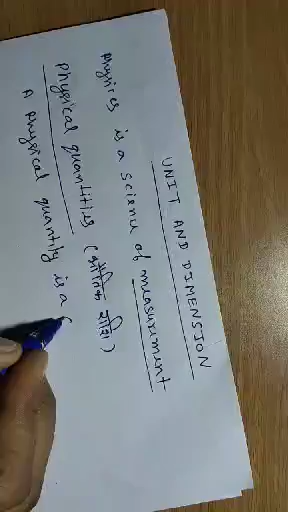 UNIT AND DIMENSION
Physics is a science of measurement
Physical quantities (भौतिक राशि)
A Physical quantity is a